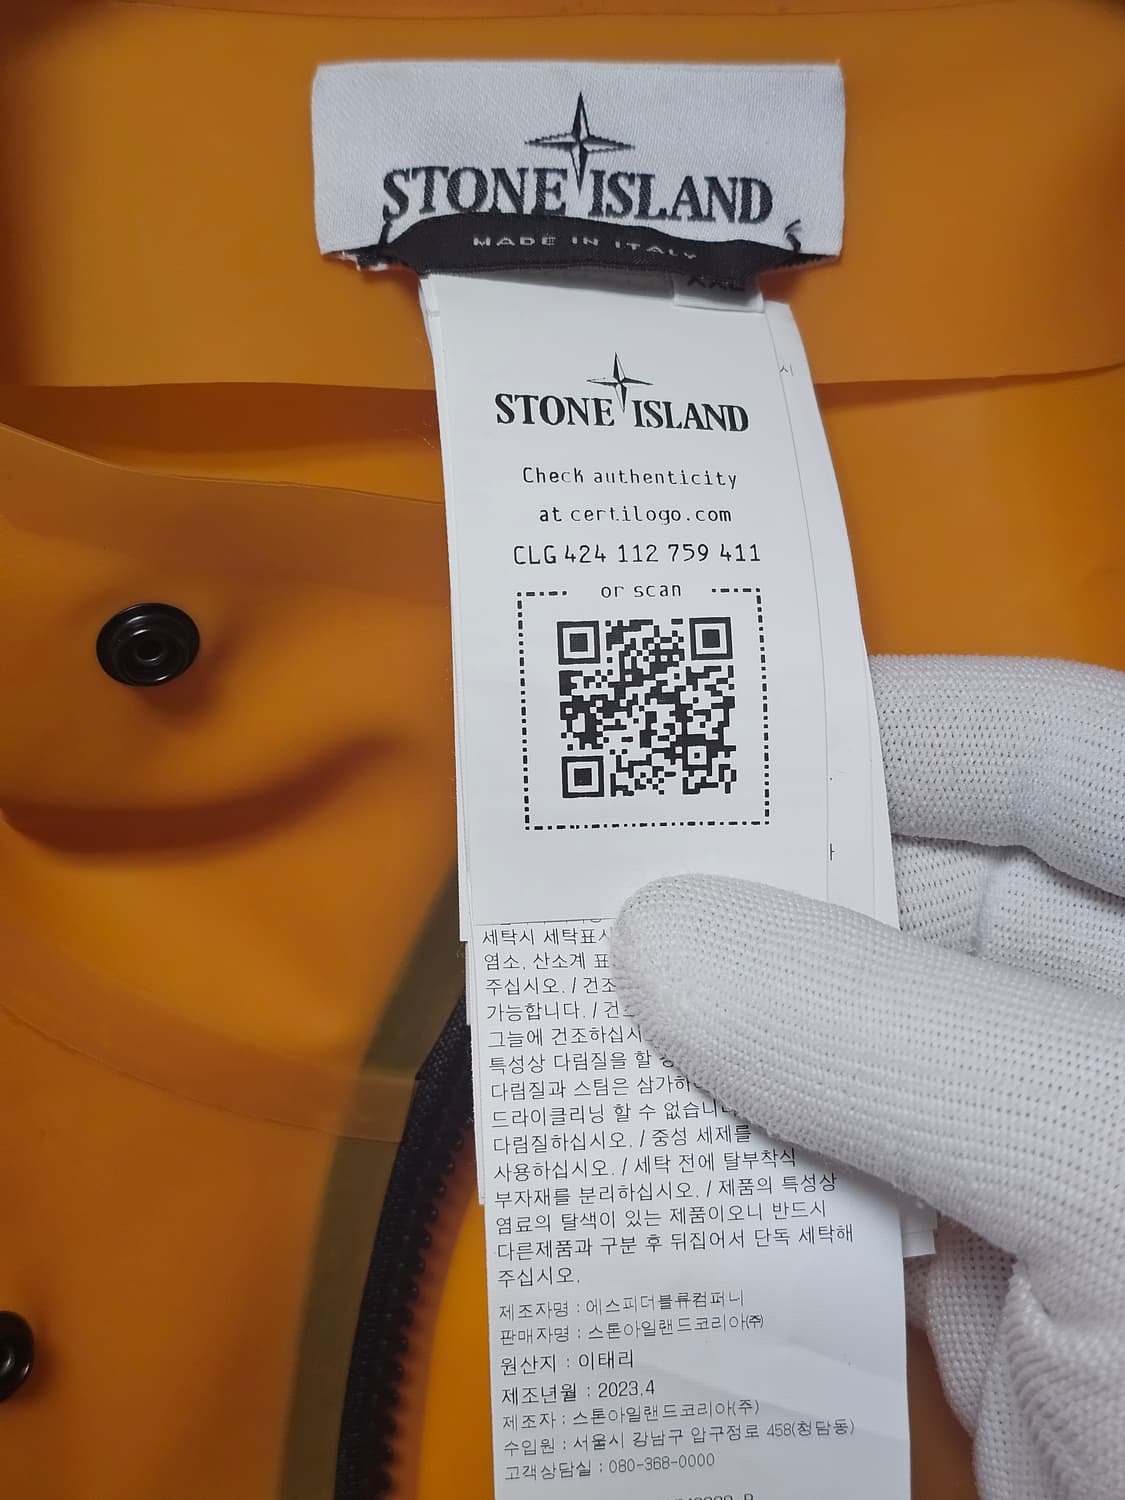 STONE ISLAND
MADE IN ITALY
XXL
시
STONE ISLAND
Check authenticity
at certilogo.com
CLG 424 112 759 411
or scan
세탁시 세탁표시
염소, 산소계 표
주십시오. / 건조
가능합니다. / 건조
그늘에 건조하십시
특성상 다림질을 할
다림질과 스팀은 삼가하
드라이클리닝 할 수 없습니다
다림질하십시오. / 중성 세제를
사용하십시오. / 세탁 전에 탈부착식
부자재를 분리하십시오. / 제품의 특성상
염료의 탈색이 있는 제품이오니 반드시
다른제품과 구분 후 뒤집어서 단독 세탁해
주십시오.
제조자명 : 에스피더블류컴퍼니
판매자명 : 스톤아일랜드코리아㈜
원산지 : 이태리
제조년월 : 2023.4
제조자 : 스톤아일랜드코리아(주)
수입원 : 서울시 강남구 압구정로 458(청담동)
고객상담실 : 080-368-0000